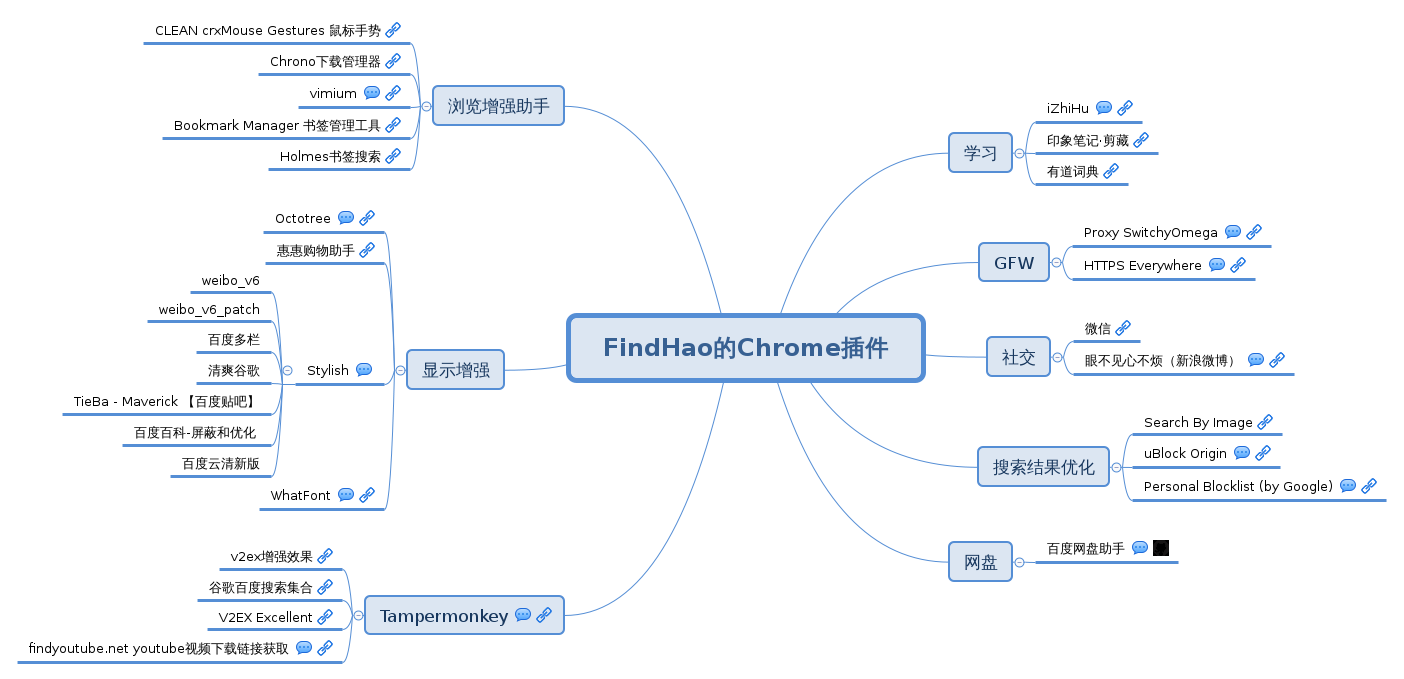 FindHao的Chrome插件
浏览增强助手
CLEAN crxMouse Gestures 鼠标手势
Chrono下载管理器
vimium
Bookmark Manager 书签管理工具
Holmes书签搜索
显示增强
Octotree
惠惠购物助手
Stylish
weibo_v6
weibo_v6_patch
百度多栏
清爽谷歌
TieBa - Maverick 【百度贴吧】
百度百科-屏蔽和优化
百度云清新版
WhatFont
Tampermonkey
v2ex增强效果
谷歌百度搜索集合
V2EX Excellent
findyoutube.net youtube视频下载链接获取
学习
iZhiHu
印象笔记·剪藏
有道词典
GFW
Proxy SwitchyOmega
HTTPS Everywhere
社交
微信
眼不见心不烦（新浪微博）
搜索结果优化
Search By Image
uBlock Origin
Personal Blocklist (by Google)
网盘
百度网盘助手